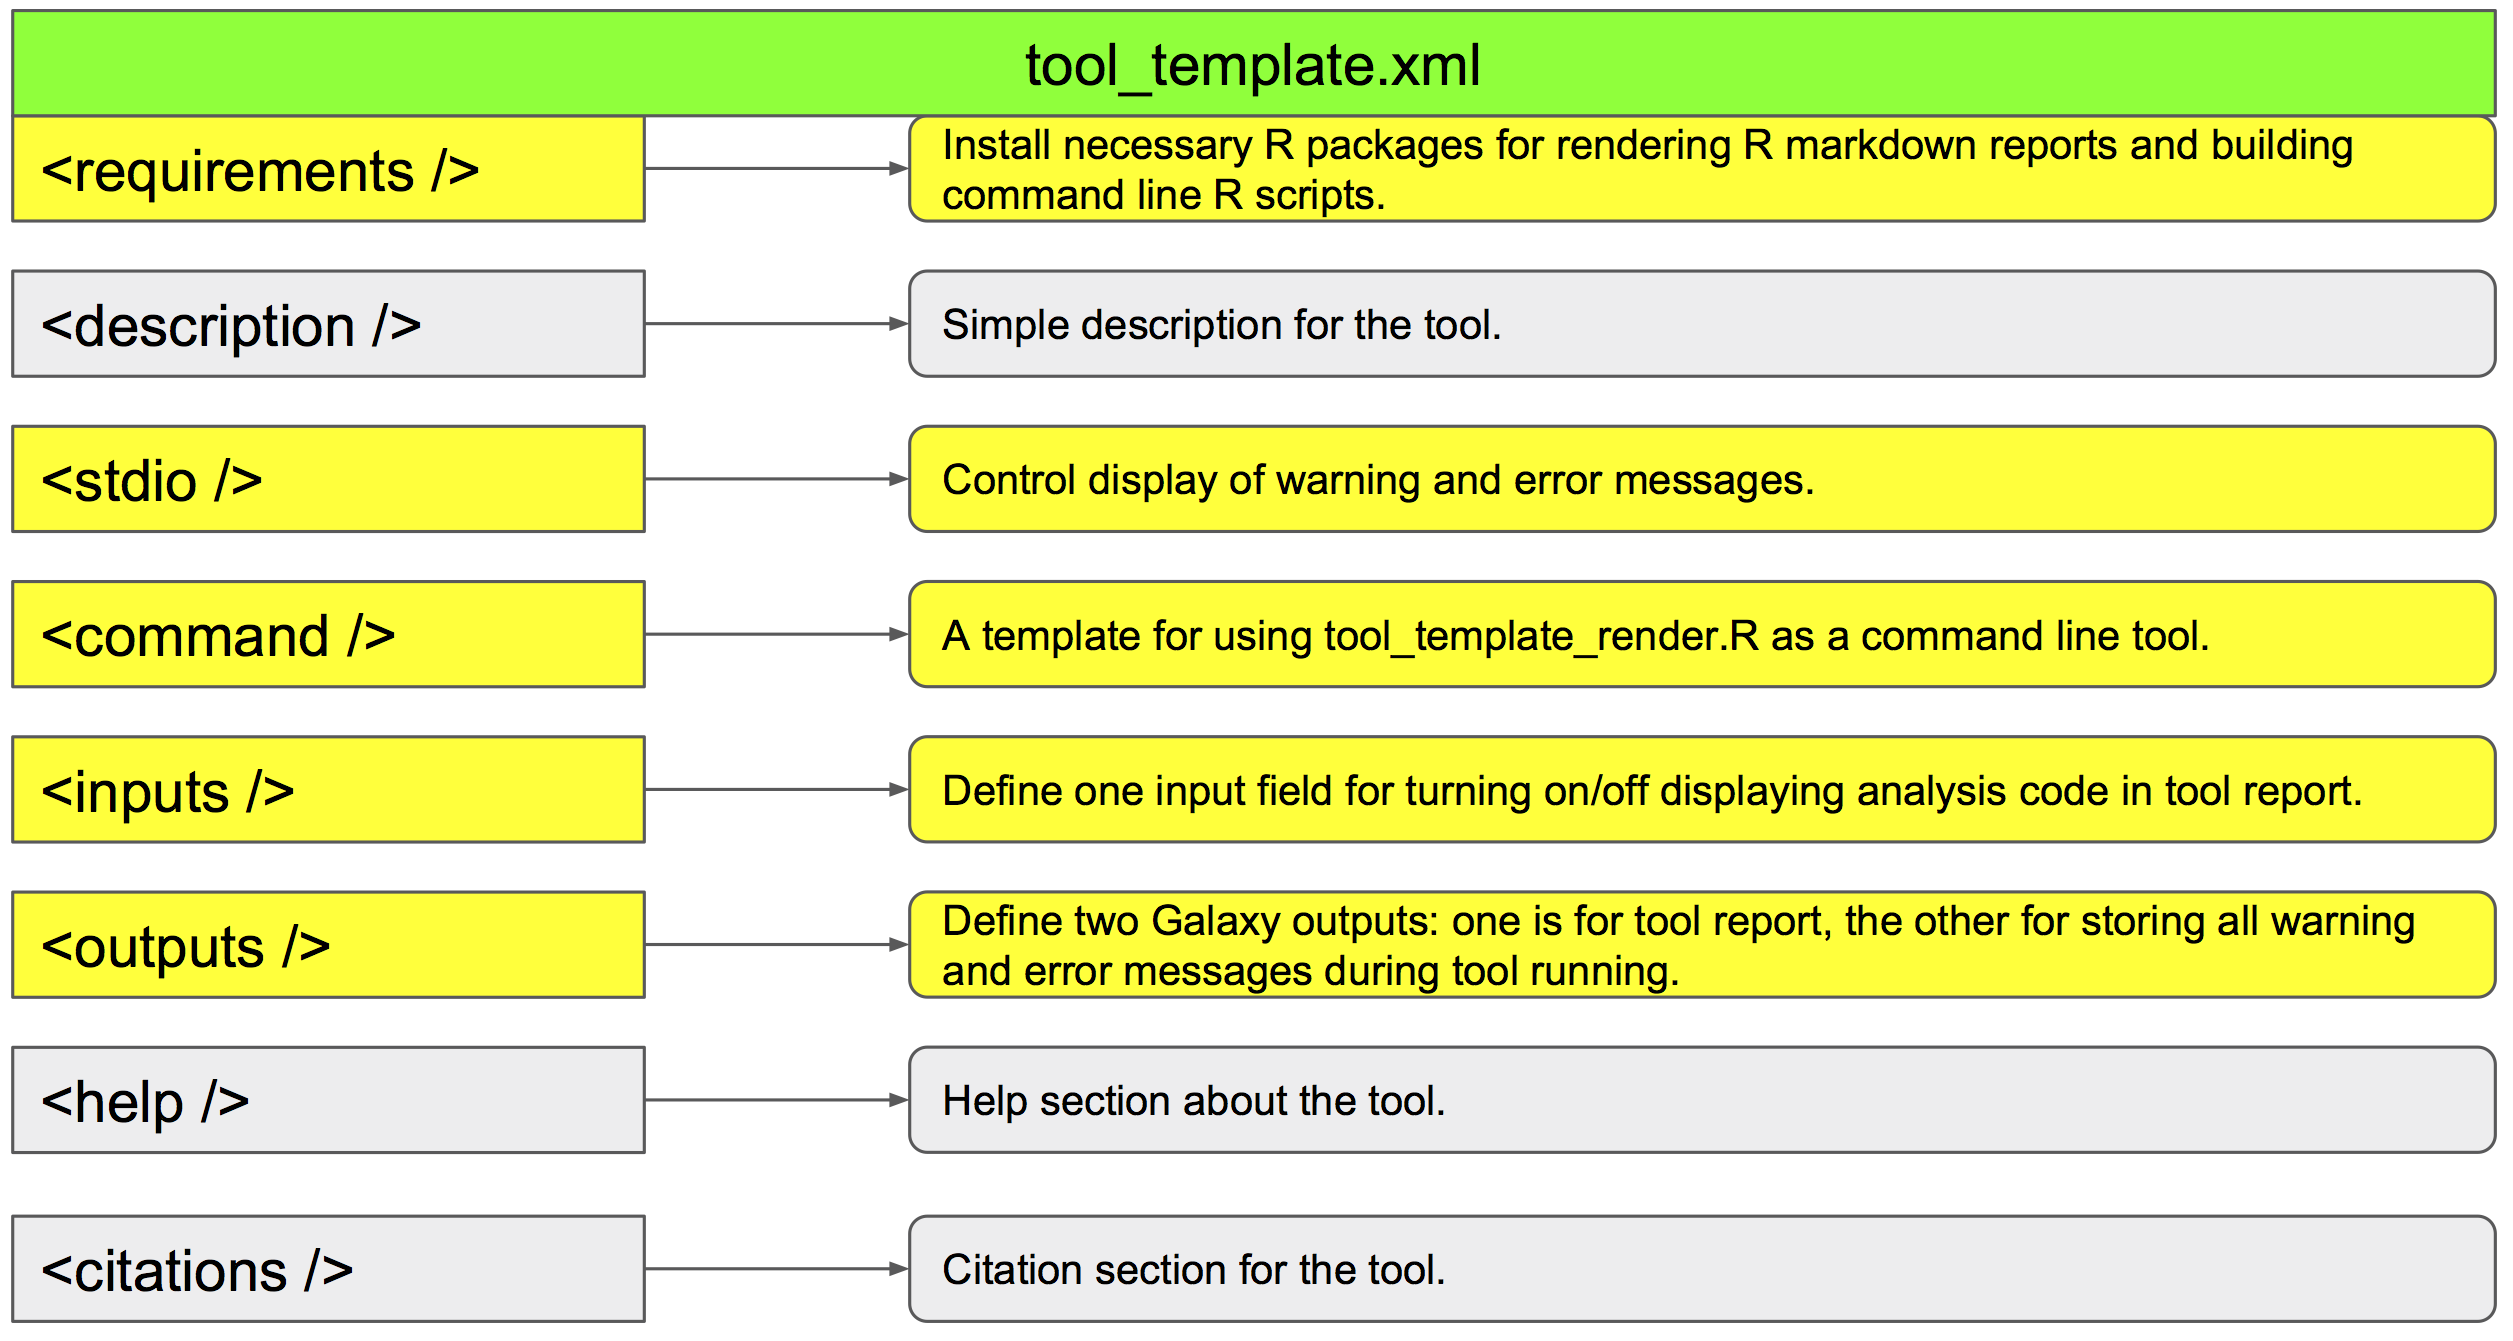 tool_template.xml
<requirements />
Install necessary R packages for rendering R markdown reports and building
command line R scripts.
<description />
Simple description for the tool.
<stdio />
Control display of warning and error messages.
<command />
A template for using tool_template_render.R as a command line tool.
<inputs />
Define one input field for turning on/off displaying analysis code in tool report.
<outputs />
Define two Galaxy outputs: one is for tool report, the other for storing all warning
and error messages during tool running.
<help />
Help section about the tool.
<citations />
Citation section for the tool.